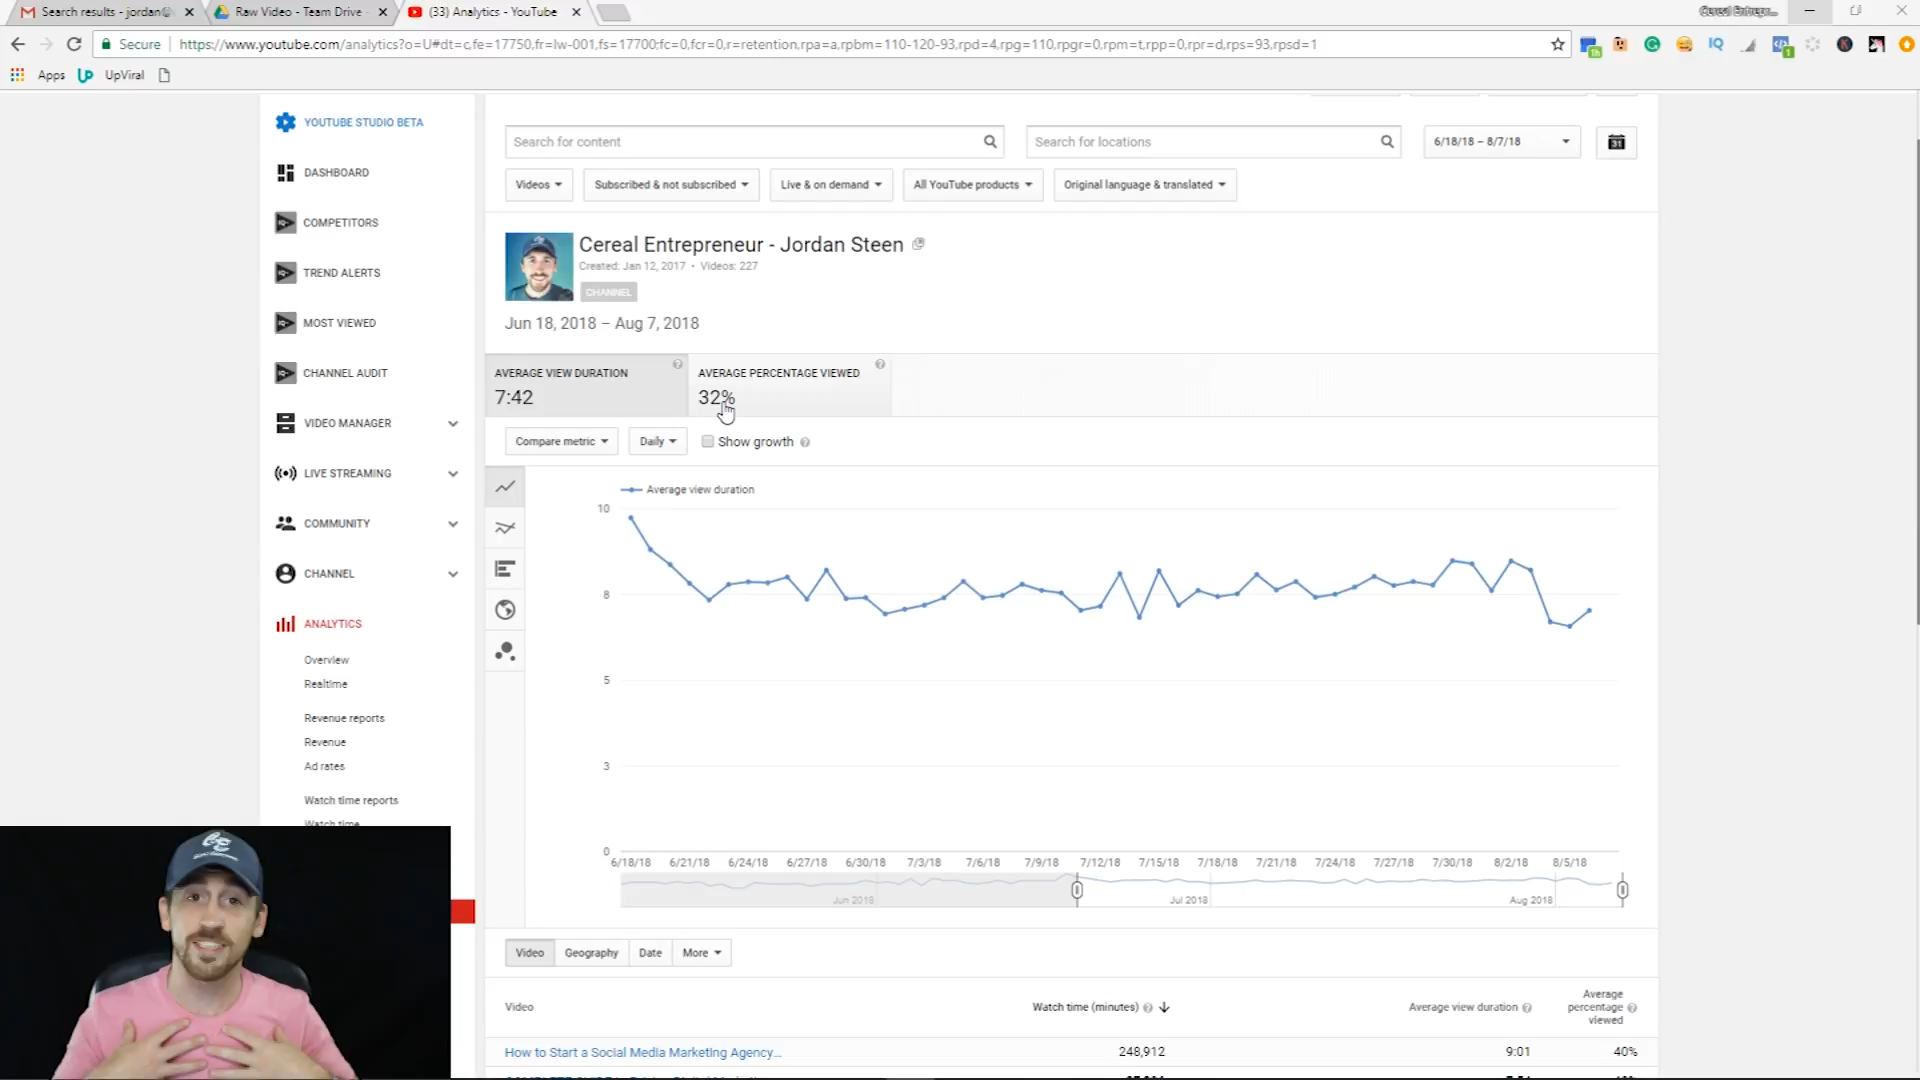 Search results - jordan@
Raw Video - Team Drive
(33) Analytics - YouTube
Secure
https://www.youtube.com/analytics?o=U#dt=c,fe=17750,fr=lw-001,fs=17700;fc=0,fcr=0,r=retention,rpa=a,rpbm=110-120-93,rpd=4,rpg=110,rpgr=0,rpm=t,rpp=0,rpr=d,rps=93,rpsd=1
Apps
UpViral
YOUTUBE STUDIO BETA
DASHBOARD
COMPETITORS
TREND ALERTS
MOST VIEWED
CHANNEL AUDIT
VIDEO MANAGER
LIVE STREAMING
COMMUNITY
CHANNEL
ANALYTICS
Overview
Realtime
Revenue reports
Revenue
Ad rates
Watch time reports
Watch time
Search for content
Search for locations
6/18/18 – 8/7/18
31
Videos
Subscribed & not subscribed
Live & on demand
All YouTube products
Original language & translated
Cereal Entrepreneur - Jordan Steen
Created: Jan 12, 2017 • Videos: 227
CHANNEL
Jun 18, 2018 – Aug 7, 2018
AVERAGE VIEW DURATION
7:42
AVERAGE PERCENTAGE VIEWED
32%
Compare metric
Daily
Show growth
Average view duration
10
8
5
3
0
6/18/18 6/21/18 6/24/18 6/27/18 6/30/18 7/3/18 7/6/18 7/9/18 7/12/18 7/15/18 7/18/18 7/21/18 7/24/18 7/27/18 7/30/18 8/2/18 8/5/18
Jun 2018 Jul 2018 Aug 2018
Video
Geography
Date
More
Video
Watch time (minutes)
Average view duration
Average
percentage
viewed
How to Start a Social Media Marketing Agency...
248,912
9:01
40%